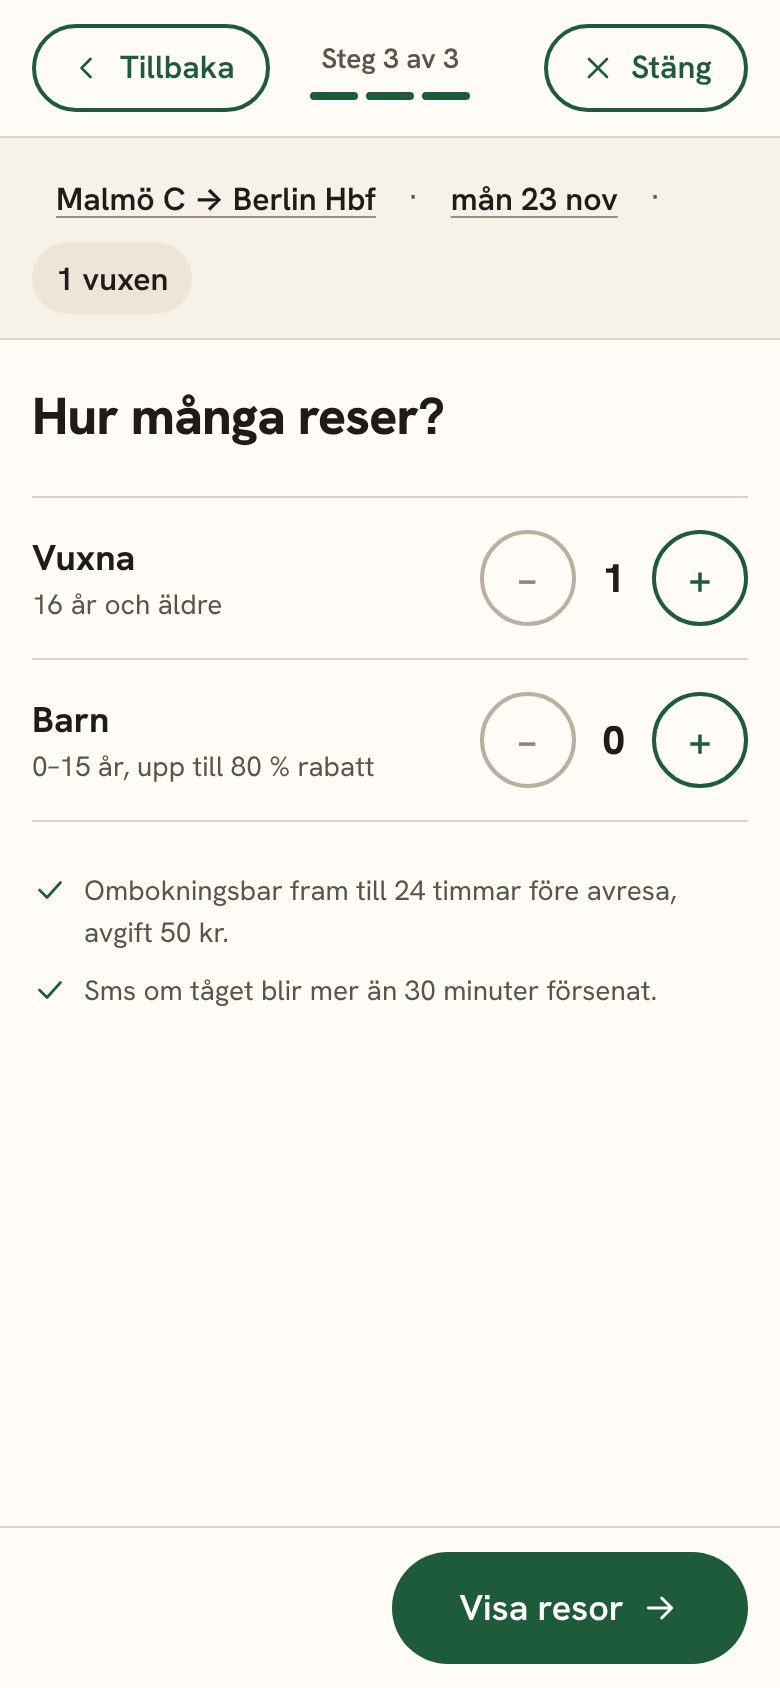 Tillbaka
Steg 3 av 3
Stäng
Malmö C → Berlin Hbf · mån 23 nov ·
1 vuxen
Hur många reser?
Vuxna
16 år och äldre
– 1 +
Barn
0–15 år, upp till 80 % rabatt
– 0 +
Ombokningsbar fram till 24 timmar före avresa,
avgift 50 kr.
Sms om tåget blir mer än 30 minuter försenat.
Visa resor →